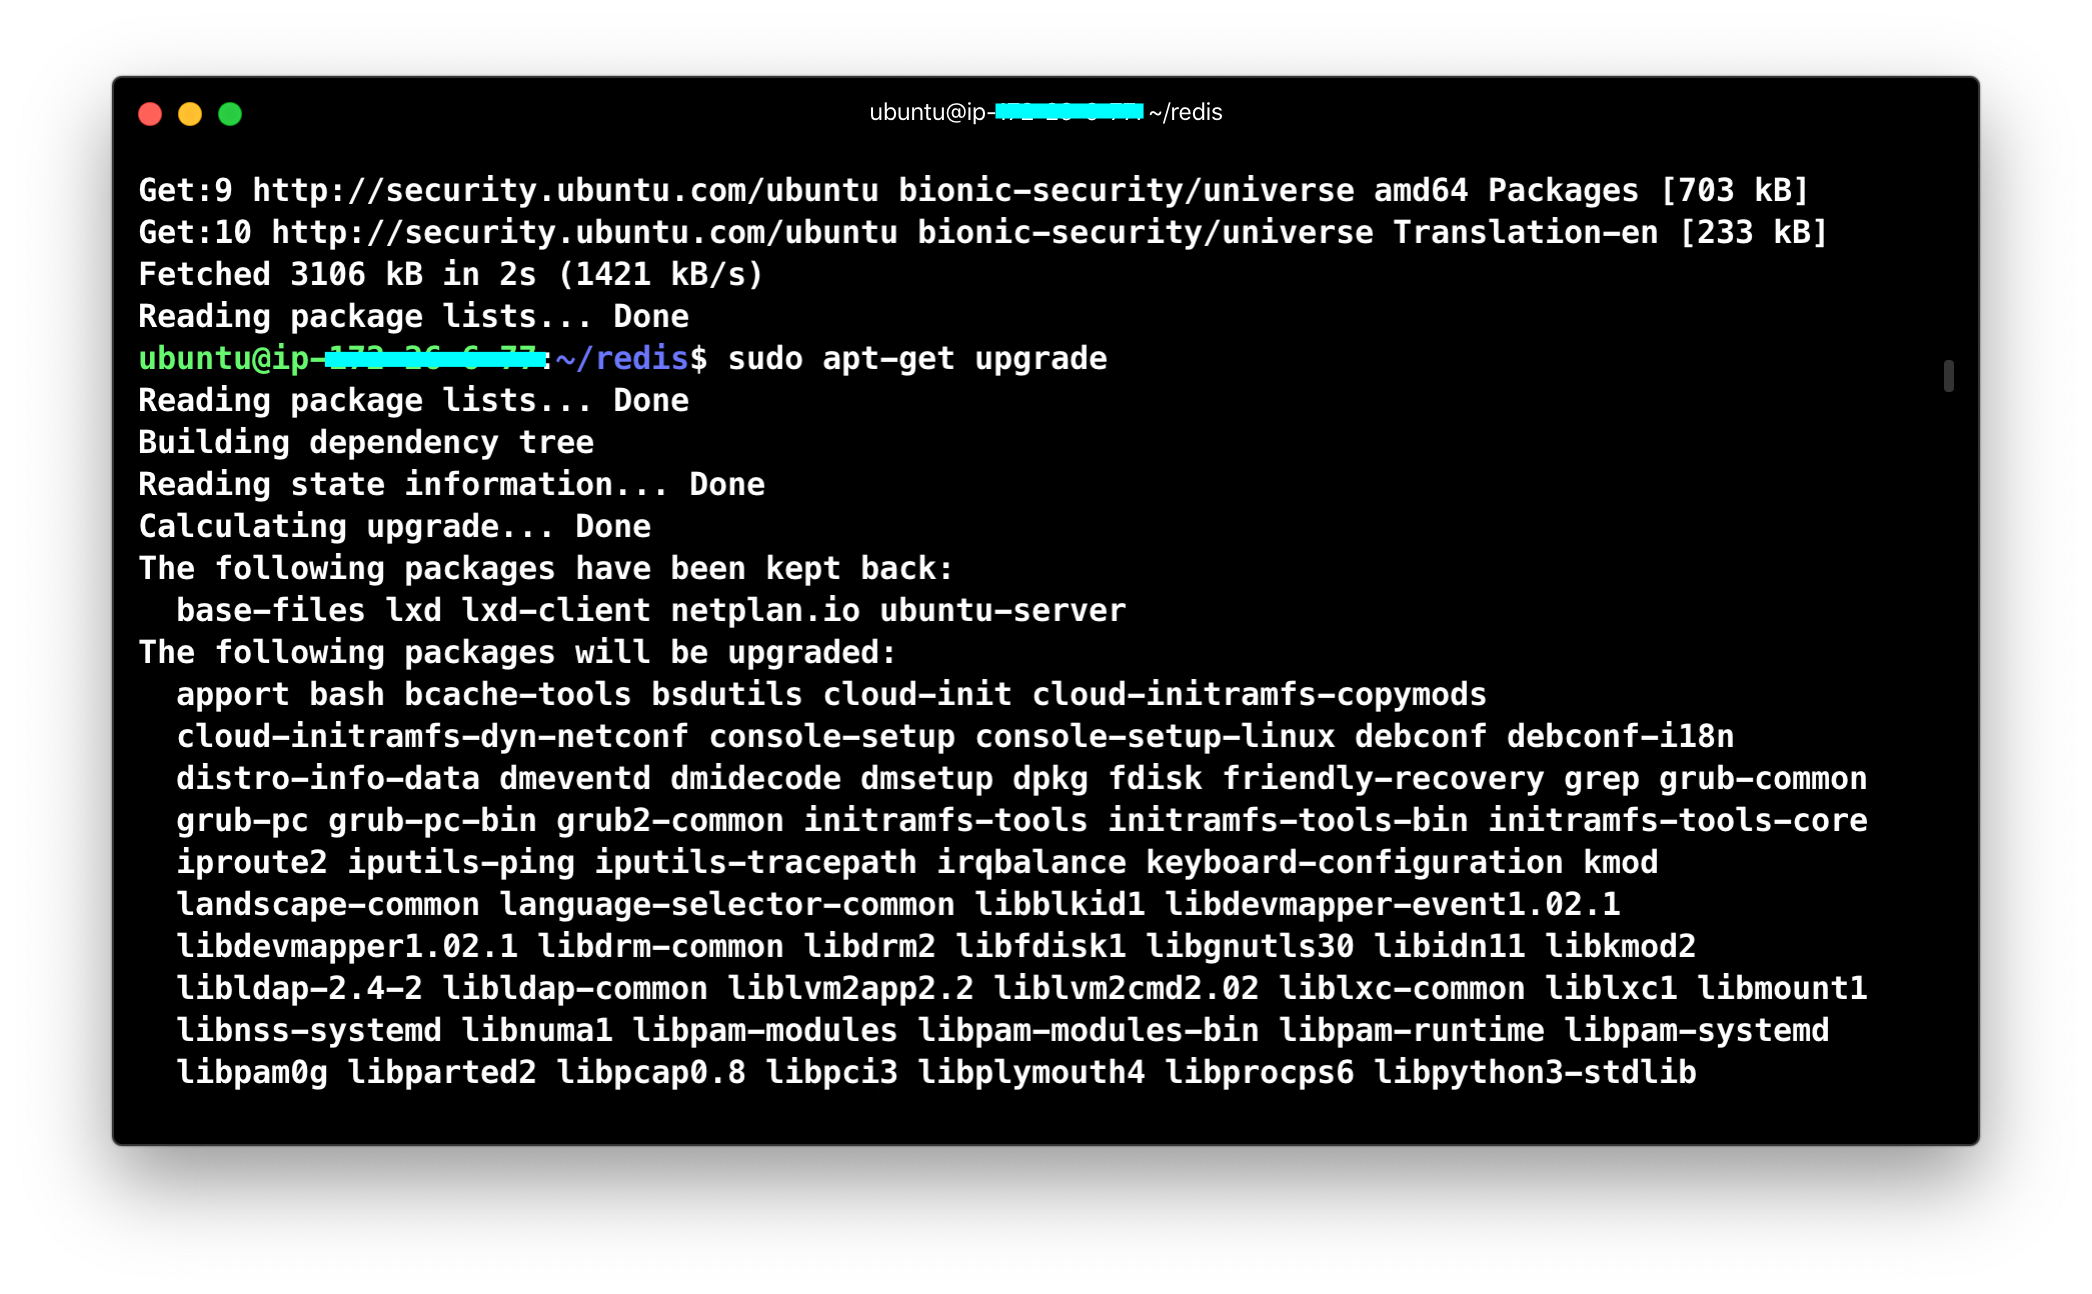 ubuntu@ip- ~/redis
Get:9 http://security.ubuntu.com/ubuntu bionic-security/universe amd64 Packages [703 kB]
Get:10 http://security.ubuntu.com/ubuntu bionic-security/universe Translation-en [233 kB]
Fetched 3106 kB in 2s (1421 kB/s)
Reading package lists... Done
ubuntu@ip- :~/redis$ sudo apt-get upgrade
Reading package lists... Done
Building dependency tree
Reading state information... Done
Calculating upgrade... Done
The following packages have been kept back:
  base-files lxd lxd-client netplan.io ubuntu-server
The following packages will be upgraded:
  apport bash bcache-tools bsdutils cloud-init cloud-initramfs-copymods
  cloud-initramfs-dyn-netconf console-setup console-setup-linux debconf debconf-i18n
  distro-info-data dmeventd dmidecode dmsetup dpkg fdisk friendly-recovery grep grub-common
  grub-pc grub-pc-bin grub2-common initramfs-tools initramfs-tools-bin initramfs-tools-core
  iproute2 iputils-ping iputils-tracepath irqbalance keyboard-configuration kmod
  landscape-common language-selector-common libblkid1 libdevmapper-event1.02.1
  libdevmapper1.02.1 libdrm-common libdrm2 libfdisk1 libgnutls30 libidn11 libkmod2
  libldap-2.4-2 libldap-common liblvm2app2.2 liblvm2cmd2.02 liblxc-common liblxc1 libmount1
  libnss-systemd libnuma1 libpam-modules libpam-modules-bin libpam-runtime libpam-systemd
  libpam0g libparted2 libpcap0.8 libpci3 libplymouth4 libprocps6 libpython3-stdlib